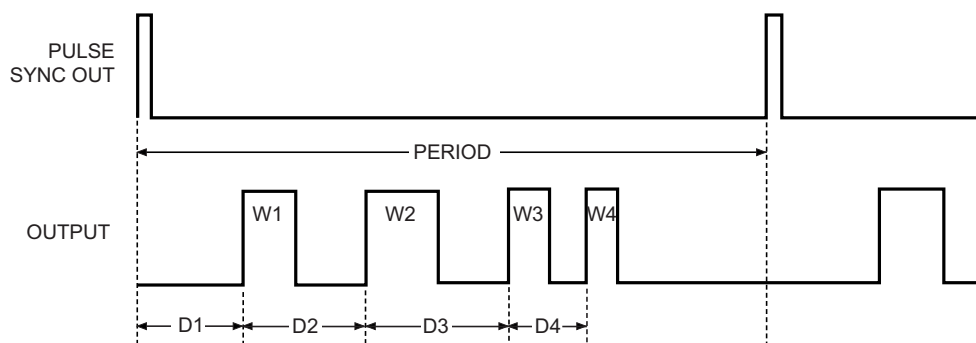 PULSE
SYNC OUT
PERIOD
W1 W2 W3 W4
OUTPUT
D1 D2 D3 D4